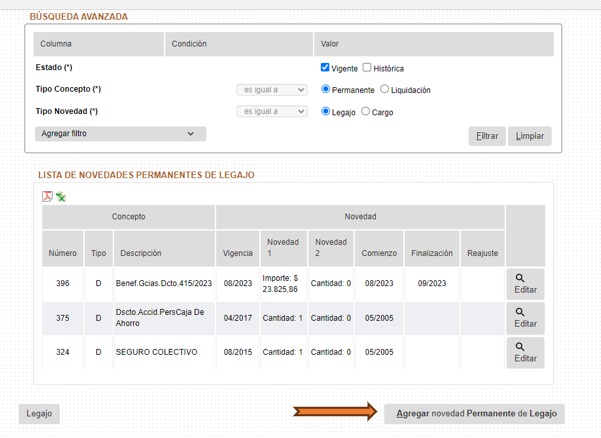 BÚSQUEDA AVANZADA
Columna Condición Valor
Estado (*) Vigente Histórica
Tipo Concepto (*) es igual a Permanente Liquidación
Tipo Novedad (*) es igual a Legajo Cargo
Agregar filtro Filtrar Limpiar
LISTA DE NOVEDADES PERMANENTES DE LEGAJO
Concepto Novedad
Número Tipo Descripción Vigencia Novedad 1 Novedad 2 Comienzo Finalización Reajuste
396 D Benef.Gcias.Dcto.415/2023 08/2023 Importe: $ 23.825,86 Cantidad: 0 08/2023 09/2023 Editar
375 D Dscto.Accid.PersCaja De Ahorro 04/2017 Cantidad: 1 Cantidad: 0 05/2005 Editar
324 D SEGURO COLECTIVO 08/2015 Cantidad: 1 Cantidad: 0 05/2005 Editar
Legajo Agregar novedad Permanente de Legajo